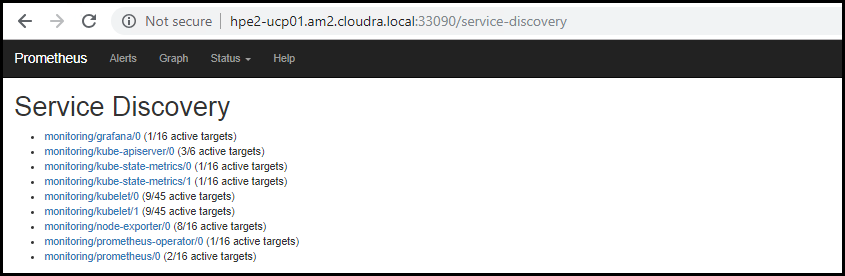 Not secure | hpe2-ucp01.am2.cloudra.local:33090/service-discovery
Prometheus Alerts Graph Status Help
Service Discovery
monitoring/grafana/0 (1/16 active targets)
monitoring/kube-apiserver/0 (3/6 active targets)
monitoring/kube-state-metrics/0 (1/16 active targets)
monitoring/kube-state-metrics/1 (1/16 active targets)
monitoring/kubelet/0 (9/45 active targets)
monitoring/kubelet/1 (9/45 active targets)
monitoring/node-exporter/0 (8/16 active targets)
monitoring/prometheus-operator/0 (1/16 active targets)
monitoring/prometheus/0 (2/16 active targets)